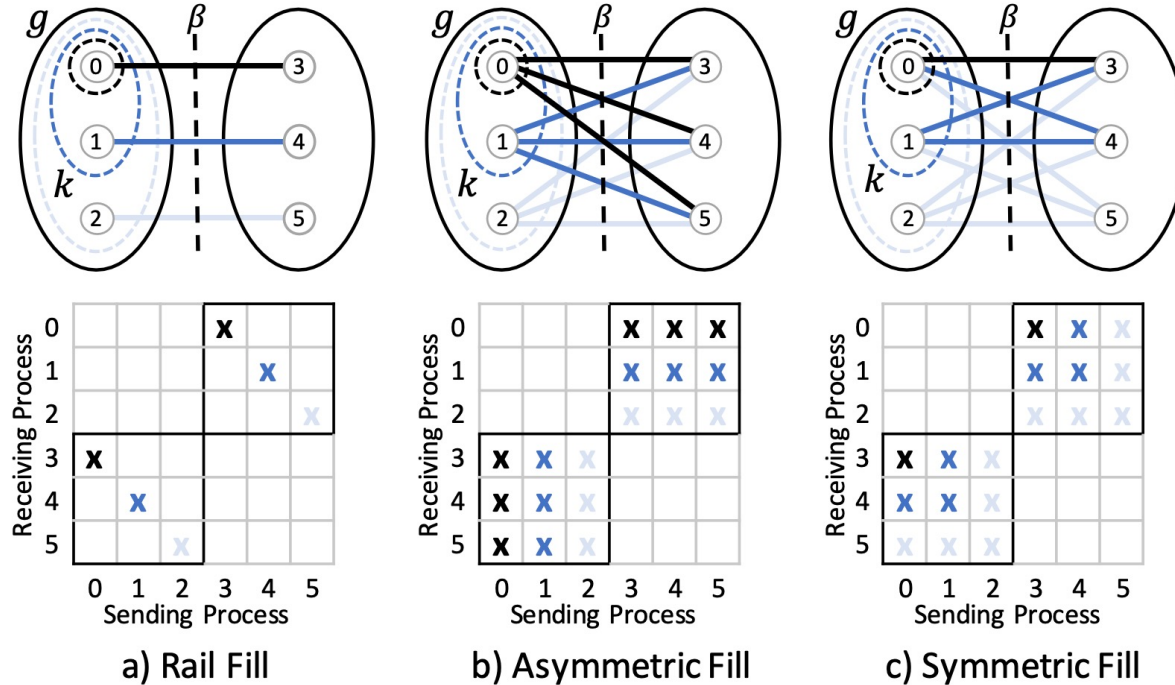 g β
0 3
1 4
k
2 5
g β
0 3
1 4
k
2 5
g β
0 3
1 4
k
2 5
Receiving Process
0 x
1 x
2 x
3 x
4 x
5 x
0 1 2 3 4 5
Sending Process
a) Rail Fill
Receiving Process
0 x x x
1 x x x
2 x x x
3 x x x
4 x x x
5 x x x
0 1 2 3 4 5
Sending Process
b) Asymmetric Fill
Receiving Process
0 x x x
1 x x x
2 x x x
3 x x x
4 x x x
5 x x x
0 1 2 3 4 5
Sending Process
c) Symmetric Fill